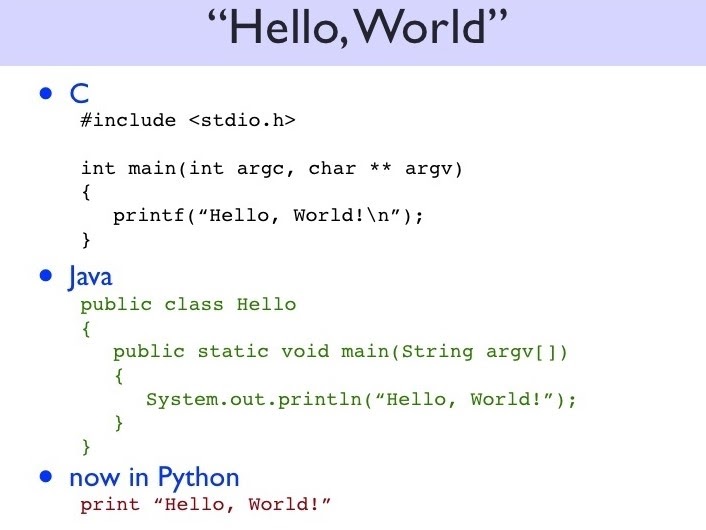 “Hello, World”
• C
#include <stdio.h>
int main(int argc, char ** argv)
{
printf(“Hello, World!\n”);
}
• Java
public class Hello
{
public static void main(String argv[])
{
System.out.println(“Hello, World!”);
}
}
• now in Python
print “Hello, World!”